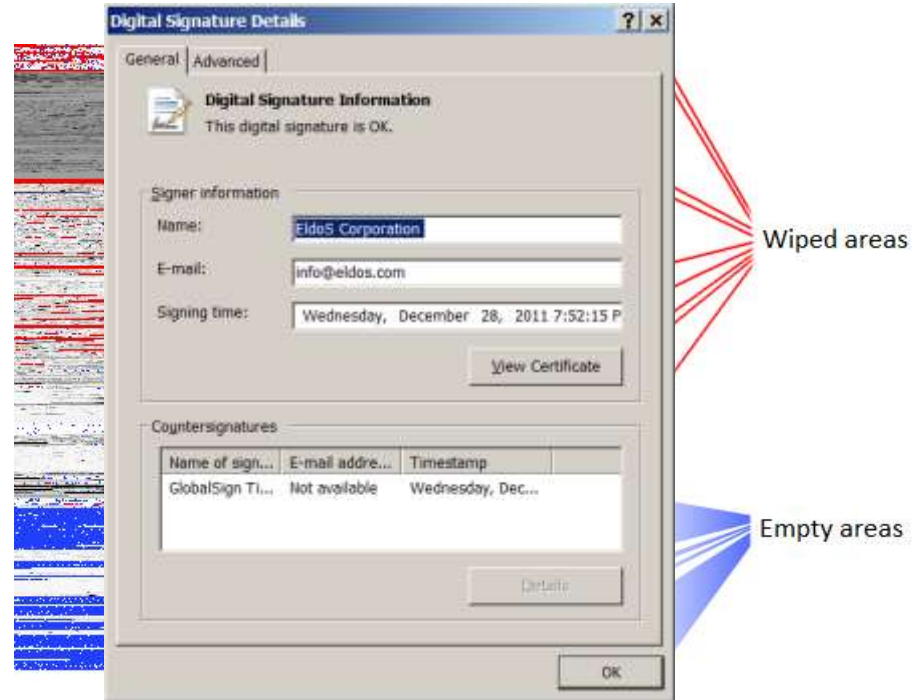 Digital Signature Details
General Advanced
Digital Signature Information
This digital signature is OK.
Signer information
Name: EldoS Corporation
E-mail: info@eldos.com
Signing time: Wednesday, December 28, 2011 7:52:15 P
View Certificate
Countersignatures
Name of sign... E-mail addre... Timestamp
GlobalSign Ti... Not available Wednesday, Dec...
Details
OK
Wiped areas
Empty areas